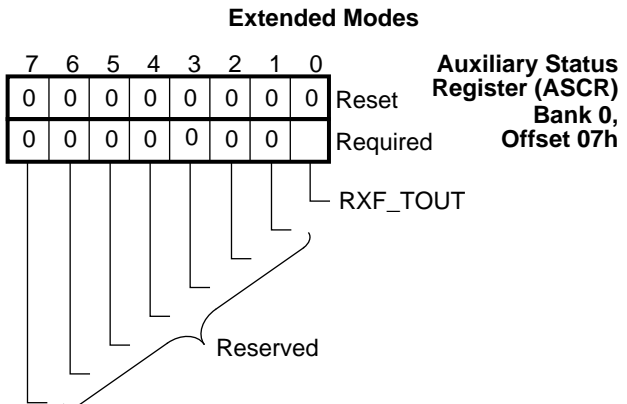 Extended Modes
7 6 5 4 3 2 1 0
Auxiliary Status
Register (ASCR)
Bank 0,
Offset 07h
0 0 0 0 0 0 0 0 Reset
0 0 0 0 0 0 0 Required
RXF_TOUT
Reserved